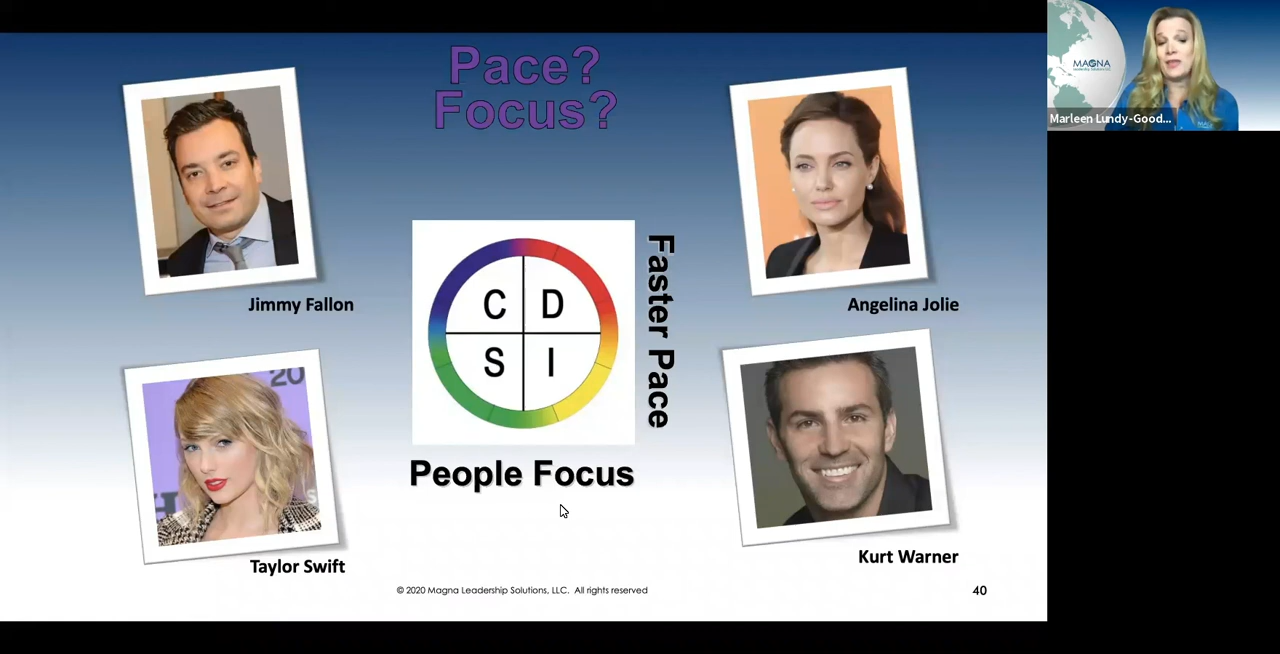 Pace?
Focus?
MAGNA
Marleen Lundy-Good...
Jimmy Fallon
Angelina Jolie
C D
S I
Faster Pace
People Focus
20
Taylor Swift
Kurt Warner
© 2020 Magna Leadership Solutions, LLC. All rights reserved
40